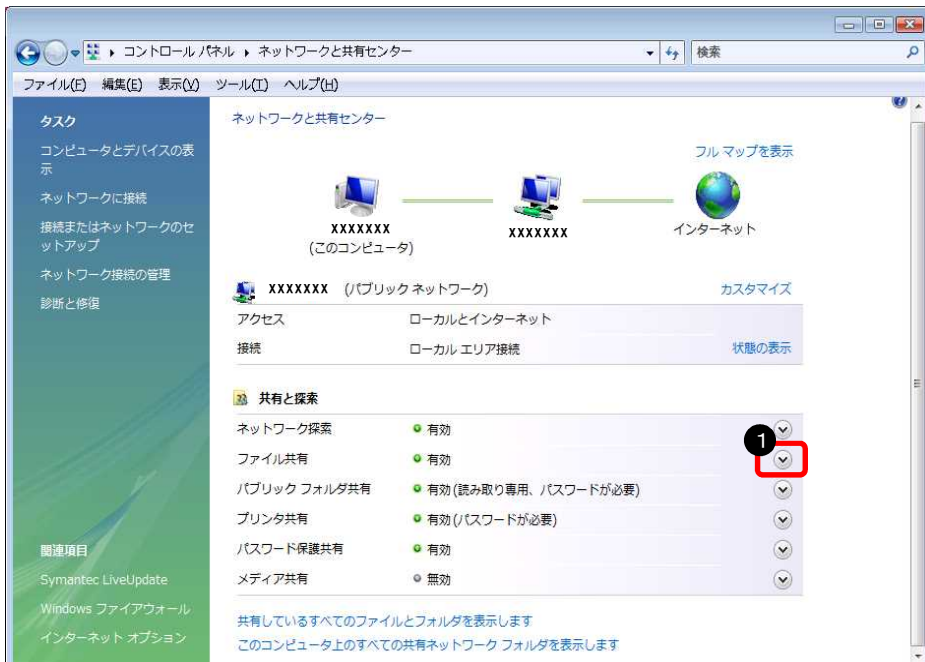 コントロール パネル ▸ ネットワークと共有センター
検索
ファイル(F) 編集(E) 表示(V) ツール(T) ヘルプ(H)
タスク
コンピュータとデバイスの表
示
ネットワークに接続
接続またはネットワークのセ
ットアップ
ネットワーク接続の管理
診断と修復
関連項目
Symantec LiveUpdate
Windows ファイアウォール
インターネット オプション
ネットワークと共有センター
フル マップを表示
XXXXXXX
(このコンピュータ)
XXXXXXX
インターネット
XXXXXXX (パブリック ネットワーク) カスタマイズ
アクセス ローカルとインターネット
接続 ローカル エリア接続 状態の表示
共有と探索
ネットワーク探索 有効
1
ファイル共有 有効
パブリック フォルダ共有 有効(読み取り専用、パスワードが必要)
プリンタ共有 有効(パスワードが必要)
パスワード保護共有 有効
メディア共有 無効
共有しているすべてのファイルとフォルダを表示します
このコンピュータ上のすべての共有ネットワーク フォルダを表示します